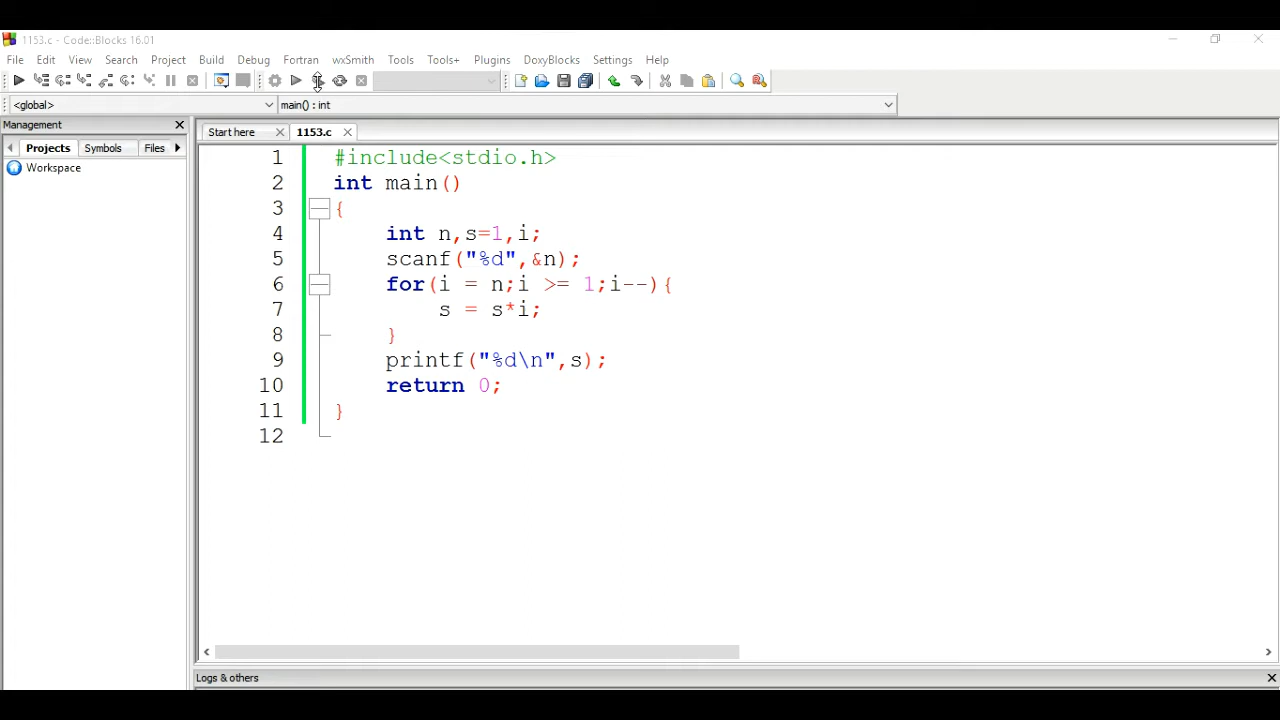 1153.c - Code::Blocks 16.01
File Edit View Search Project Build Debug Fortran wxSmith Tools Tools+ Plugins DoxyBlocks Settings Help
<global> main() : int
Management
Projects Symbols Files
Workspace
Start here 1153.c
1 #include<stdio.h>
2 int main()
3 {
4 int n,s=1,i;
5 scanf("%d",&n);
6 for(i = n;i >= 1;i--){
7 s = s*i;
8 }
9 printf("%d\n",s);
10 return 0;
11 }
12
Logs & others